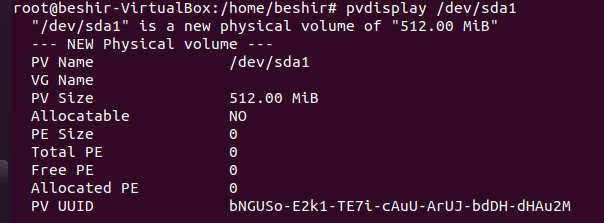 root@beshir-VirtualBox:/home/beshir# pvdisplay /dev/sda1
"/dev/sda1" is a new physical volume of "512.00 MiB"
--- NEW Physical volume ---
PV Name /dev/sda1
VG Name
PV Size 512.00 MiB
Allocatable NO
PE Size 0
Total PE 0
Free PE 0
Allocated PE 0
PV UUID bNGUSo-E2k1-TE7i-cAuU-ArUJ-bdDH-dHAu2M